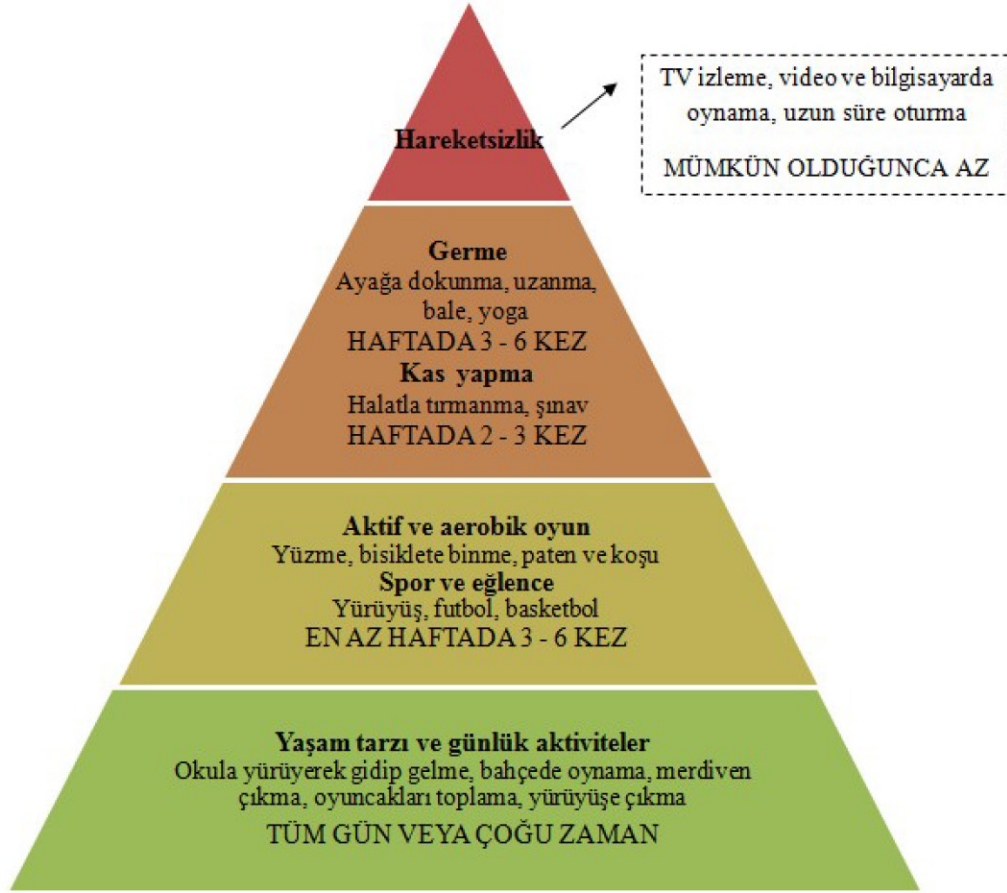 Hareketsizlik
TV izleme, video ve bilgisayarda
oynama, uzun süre oturma
MÜMKÜN OLDUĞUNCA AZ
Germe
Ayağa dokunma, uzanma,
bale, yoga
HAFTADA 3 - 6 KEZ
Kas yapma
Halatla tırmanma, şınav
HAFTADA 2 - 3 KEZ
Aktif ve aerobik oyun
Yüzme, bisiklete binme, paten ve koşu
Spor ve eğlence
Yürüyüş, futbol, basketbol
EN AZ HAFTADA 3 - 6 KEZ
Yaşam tarzı ve günlük aktiviteler
Okula yürüyerek gidip gelme, bahçede oynama, merdiven
çıkma, oyuncakları toplama, yürüyüşe çıkma
TÜM GÜN VEYA ÇOĞU ZAMAN